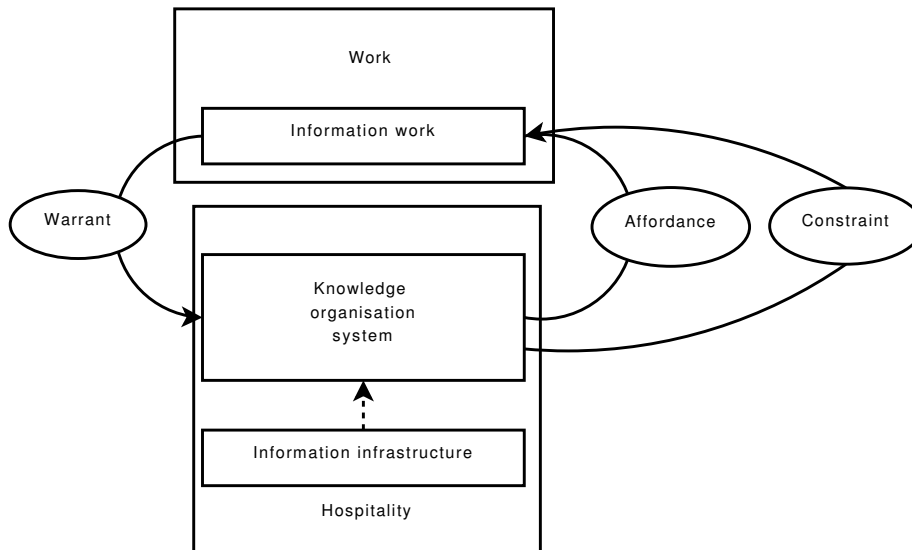 Work
Information work
Warrant
Affordance
Constraint
Knowledge
organisation
system
Information infrastructure
Hospitality